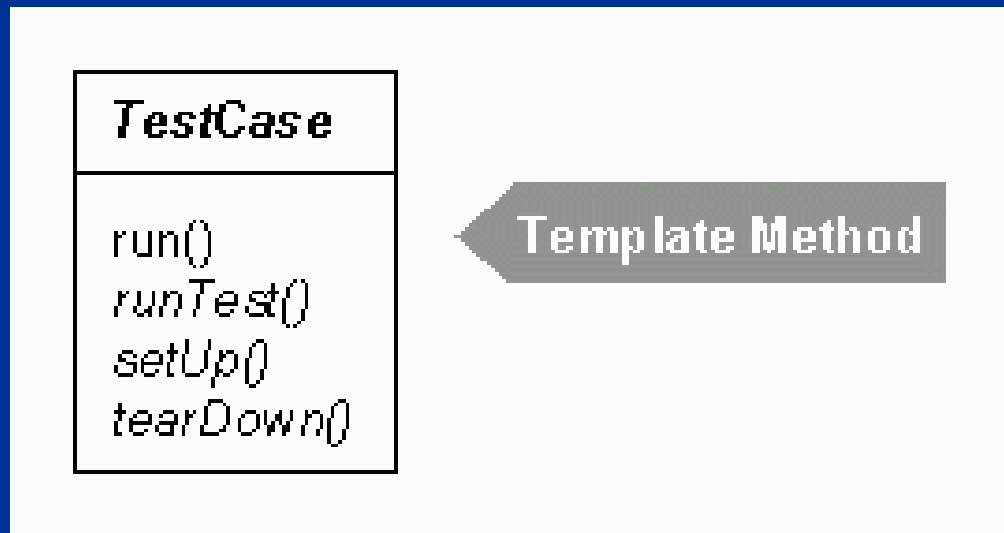 TestCase
run()
Template Method
runTest()
setUp()
tearDown()